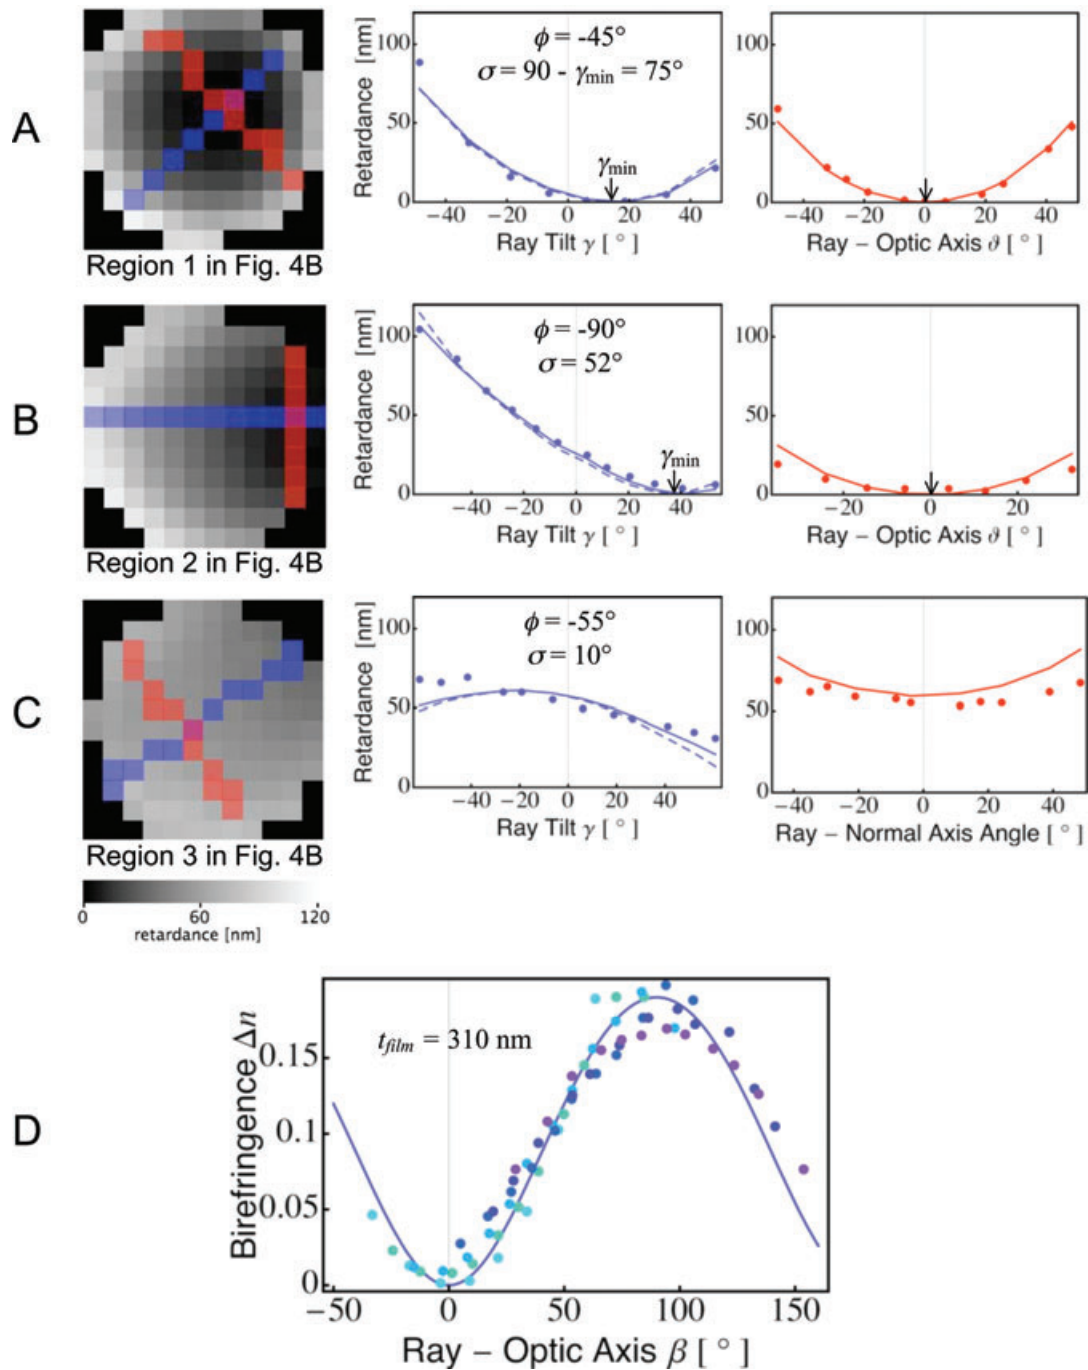 A
Region 1 in Fig. 4B
Retardance [nm]
100
50
0
ϕ = -45°
σ = 90 - γmin = 75°
γmin
−40 −20 0 20 40
Ray Tilt γ [ ° ]
100
50
0
−40 −20 0 20 40
Ray − Optic Axis ϑ [ ° ]
B
Region 2 in Fig. 4B
Retardance [nm]
100
50
0
ϕ = -90°
σ = 52°
γmin
−40 −20 0 20 40
Ray Tilt γ [ ° ]
100
50
0
−20 0 20
Ray − Optic Axis ϑ [ ° ]
C
Region 3 in Fig. 4B
0 60 120
retardance [nm]
Retardance [nm]
100
50
0
ϕ = -55°
σ = 10°
−40 −20 0 20 40
Ray Tilt γ [ ° ]
100
50
0
−40 −20 0 20 40
Ray − Normal Axis Angle [ ° ]
D
Birefringence Δn
0.15
0.1
0.05
0
tfilm = 310 nm
−50 0 50 100 150
Ray − Optic Axis β [ ° ]